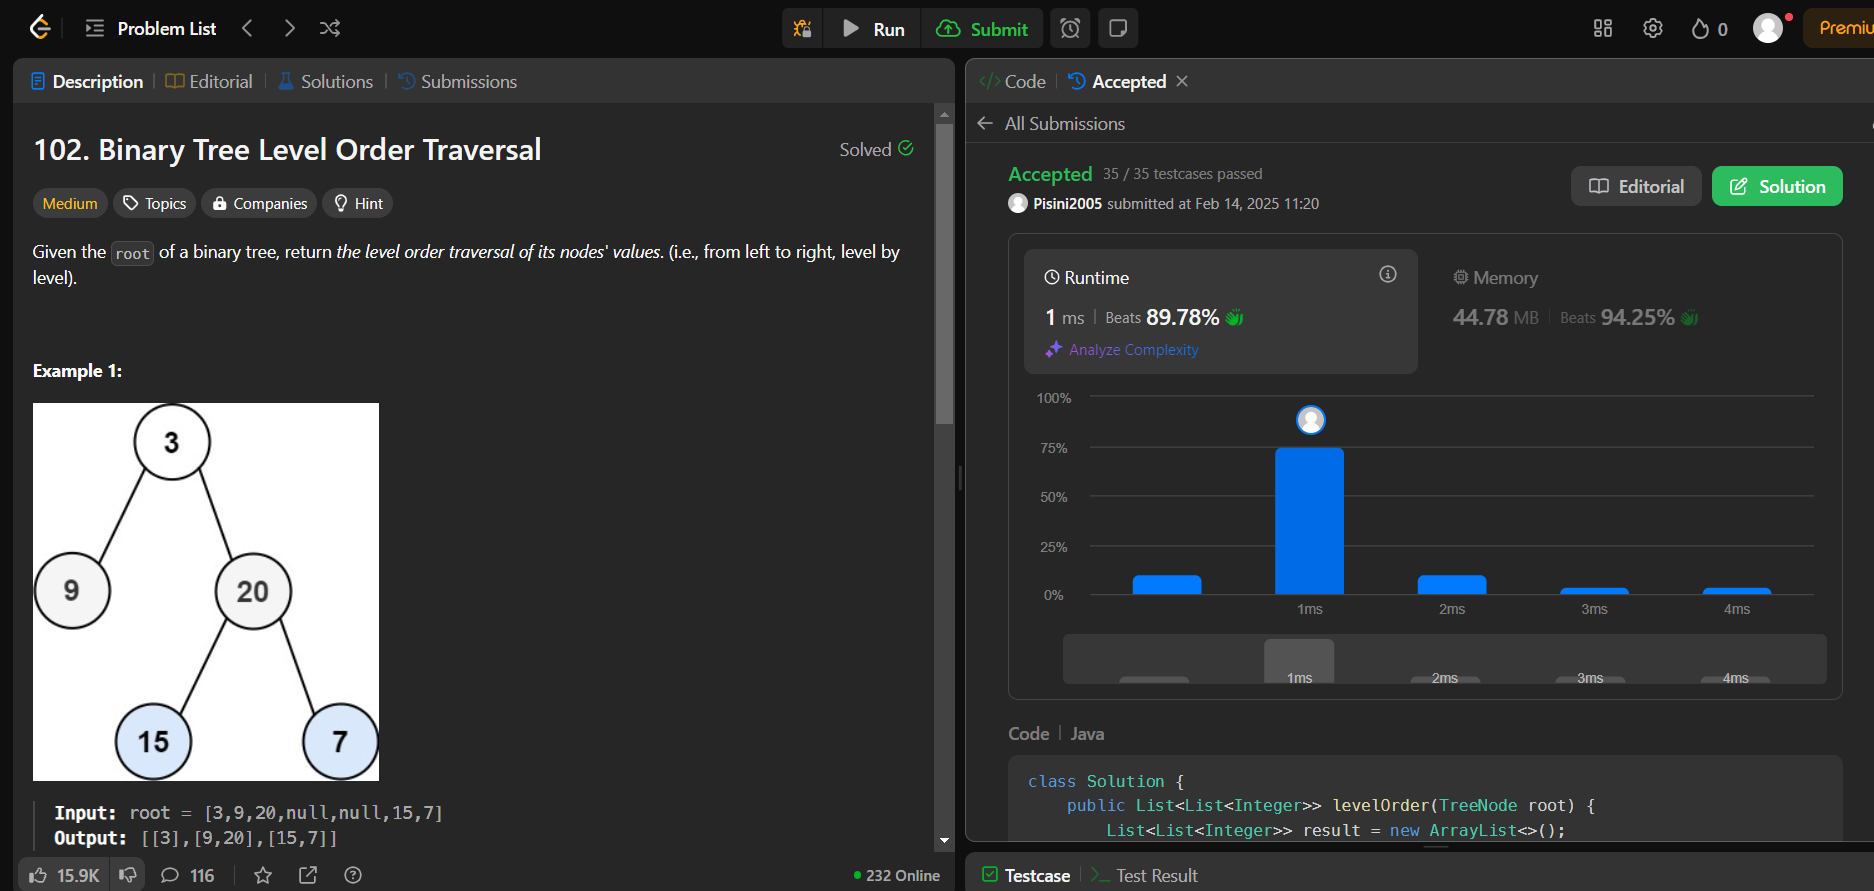 Problem List
Run
Submit
0
Premiu
Description
Editorial
Solutions
Submissions
102. Binary Tree Level Order Traversal
Solved
Medium
Topics
Companies
Hint
Given the root of a binary tree, return the level order traversal of its nodes' values. (i.e., from left to right, level by
level).
Example 1:
3
9
20
15
7
Input: root = [3,9,20,null,null,15,7]
Output: [[3],[9,20],[15,7]]
15.9K
116
232 Online
Code
Accepted
All Submissions
Accepted 35 / 35 testcases passed
Pisini2005 submitted at Feb 14, 2025 11:20
Editorial
Solution
Runtime
1 ms | Beats 89.78%
Analyze Complexity
Memory
44.78 MB | Beats 94.25%
100%
75%
50%
25%
0%
1ms
2ms
3ms
4ms
1ms
2ms
3ms
4ms
Code | Java
class Solution {
public List<List<Integer>> levelOrder(TreeNode root) {
List<List<Integer>> result = new ArrayList<>();
Testcase
Test Result